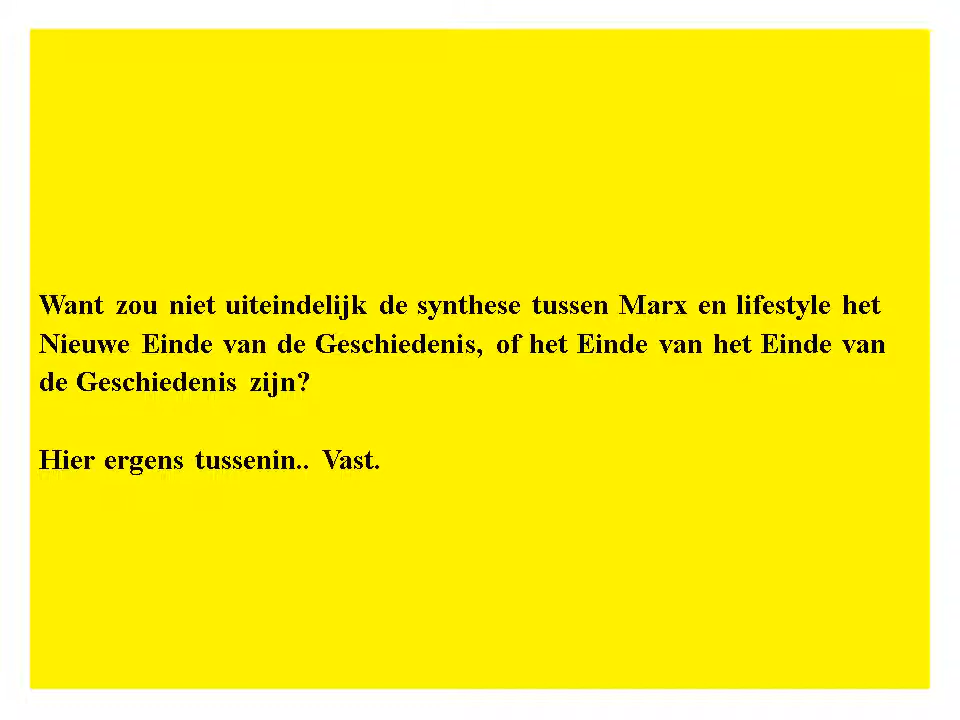 Want zou niet uiteindelijk de synthese tussen Marx en lifestyle het
Nieuwe Einde van de Geschiedenis, of het Einde van het Einde van
de Geschiedenis zijn?
Hier ergens tussenin.. Vast.